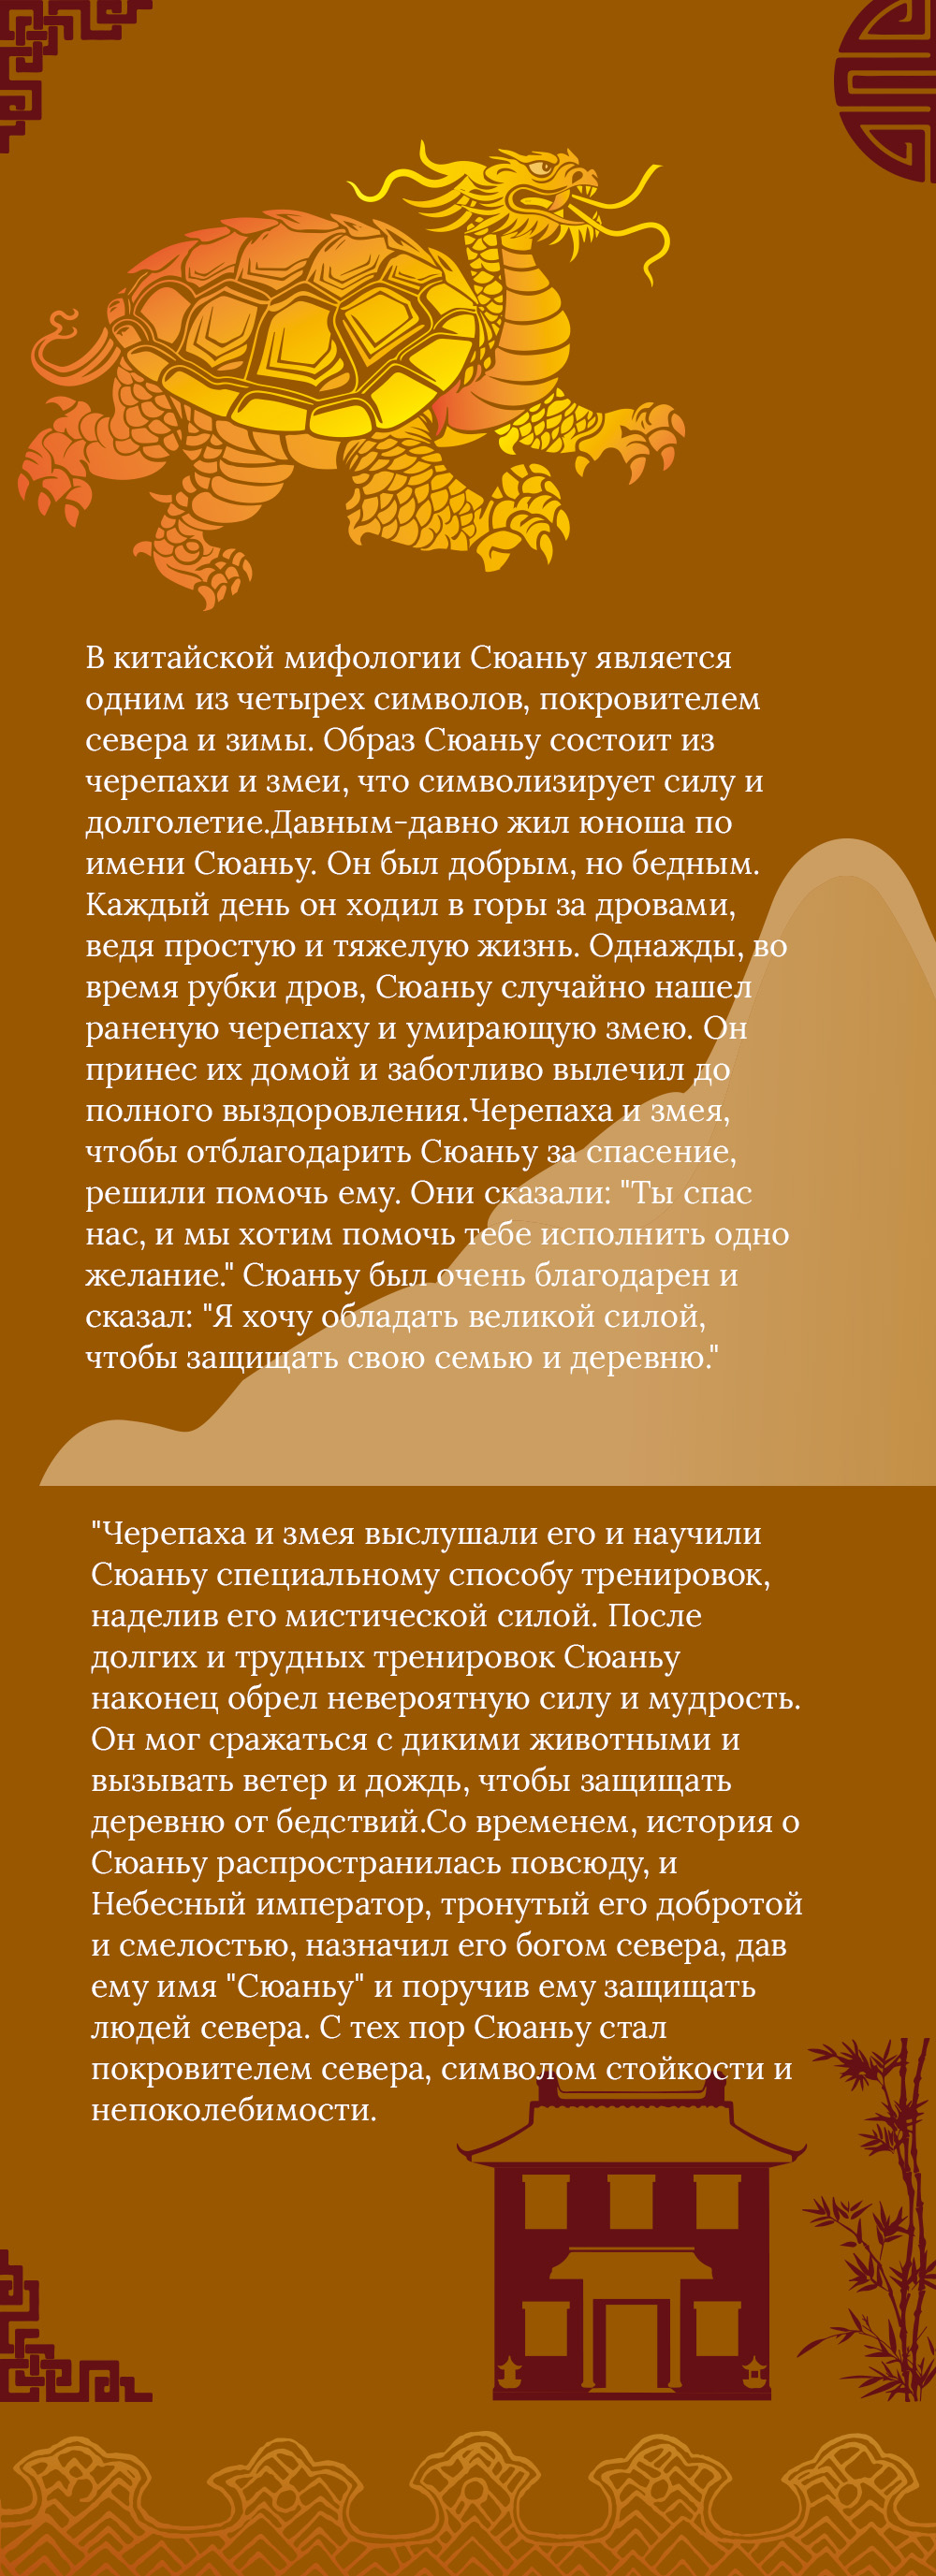 В китайской мифологии Сюаньу является
одним из четырех символов, покровителем
севера и зимы. Образ Сюаньу состоит из
черепахи и змеи, что символизирует силу и
долголетие.Давным-давно жил юноша по
имени Сюаньу. Он был добрым, но бедным.
Каждый день он ходил в горы за дровами,
ведя простую и тяжелую жизнь. Однажды, во
время рубки дров, Сюаньу случайно нашел
раненую черепаху и умирающую змею. Он
принес их домой и заботливо вылечил до
полного выздоровления.Черепаха и змея,
чтобы отблагодарить Сюаньу за спасение,
решили помочь ему. Они сказали: "Ты спас
нас, и мы хотим помочь тебе исполнить одно
желание." Сюаньу был очень благодарен и
сказал: "Я хочу обладать великой силой,
чтобы защищать свою семью и деревню."
"Черепаха и змея выслушали его и научили
Сюаньу специальному способу тренировок,
наделив его мистической силой. После
долгих и трудных тренировок Сюаньу
наконец обрел невероятную силу и мудрость.
Он мог сражаться с дикими животными и
вызывать ветер и дождь, чтобы защищать
деревню от бедствий.Со временем, история о
Сюаньу распространилась повсюду, и
Небесный император, тронутый его добротой
и смелостью, назначил его богом севера, дав
ему имя "Сюаньу" и поручив ему защищать
людей севера. С тех пор Сюаньу стал
покровителем севера, символом стойкости и
непоколебимости.